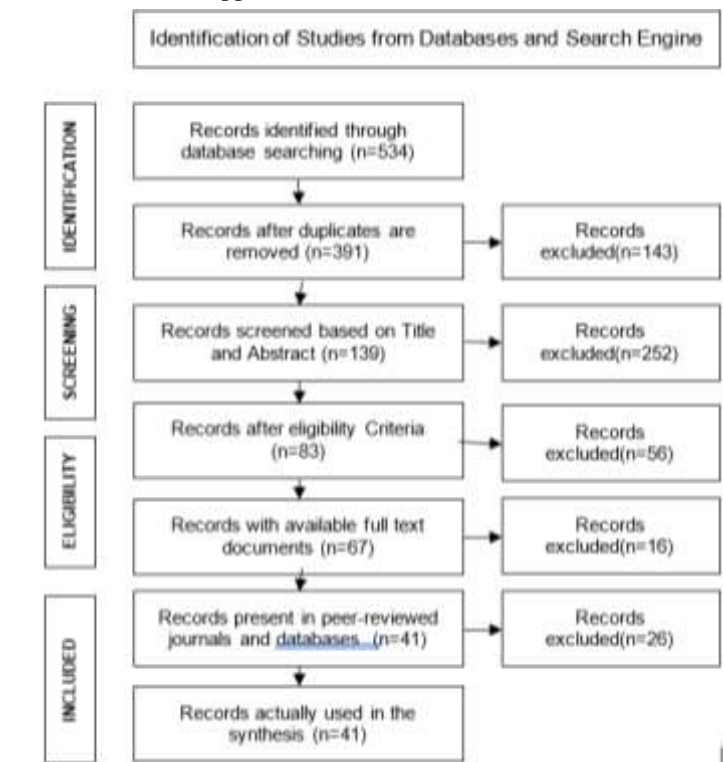 Identification of Studies from Databases and Search Engine
IDENTIFICATION
Records identified through
database searching (n=534)
Records after duplicates are
removed (n=391)
Records
excluded(n=143)
SCREENING
Records screened based on Title
and Abstract (n=139)
Records
excluded(n=252)
Records after eligibility Criteria
(n=83)
Records
excluded(n=56)
ELIGIBILITY
Records with available full text
documents (n=67)
Records
excluded(n=16)
INCLUDED
Records present in peer-reviewed
journals and databases (n=41)
Records
excluded(n=26)
Records actually used in the
synthesis (n=41)